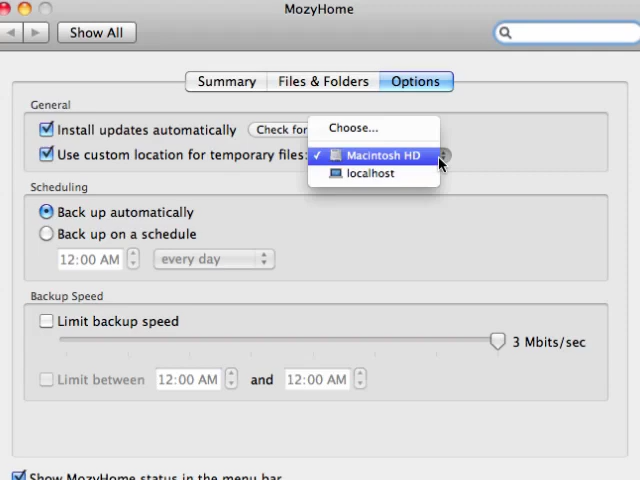 MozyHome
Show All
Summary Files & Folders Options
General
Install updates automatically Check for
Choose...
Use custom location for temporary files: Macintosh HD
localhost
Scheduling
Back up automatically
Back up on a schedule
12:00 AM every day
Backup Speed
Limit backup speed
3 Mbits/sec
Limit between 12:00 AM and 12:00 AM
Show MozyHome status in the menu bar